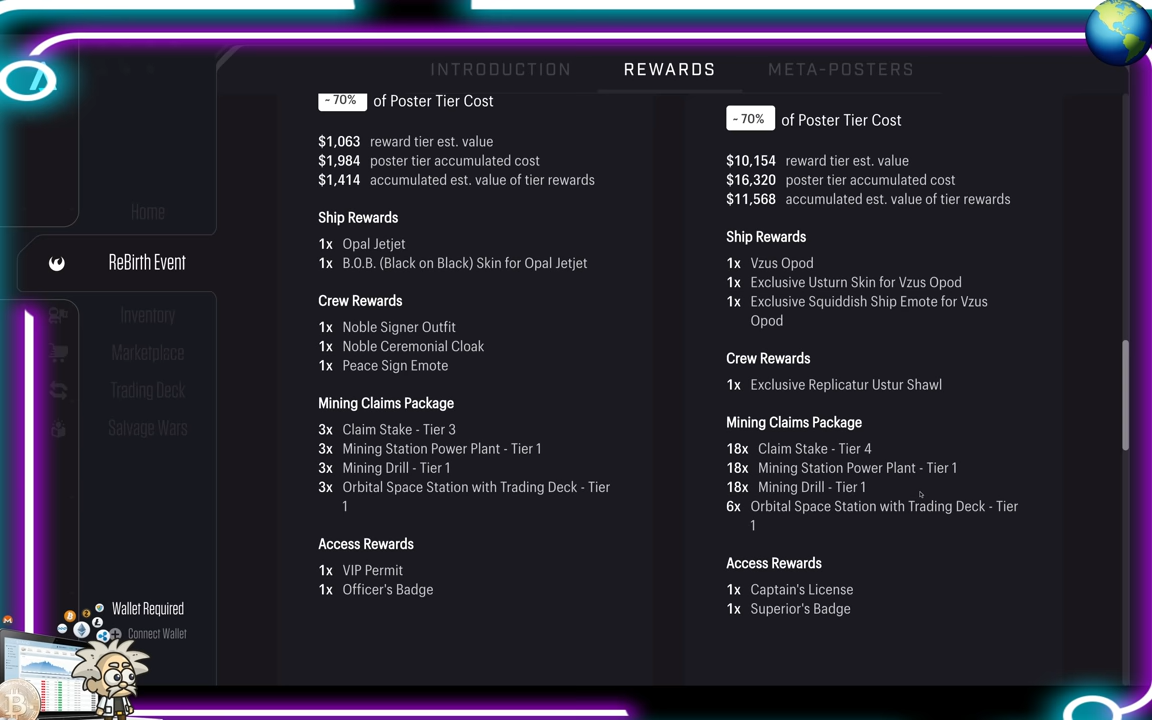 INTRODUCTION
REWARDS
META-POSTERS
Home
ReBirth Event
Inventory
Marketplace
Trading Deck
Salvage Wars
Wallet Required
Connect Wallet
~ 70% of Poster Tier Cost
$1,063 reward tier est. value
$1,984 poster tier accumulated cost
$1,414 accumulated est. value of tier rewards
Ship Rewards
1x Opal Jetjet
1x B.O.B. (Black on Black) Skin for Opal Jetjet
Crew Rewards
1x Noble Signer Outfit
1x Noble Ceremonial Cloak
1x Peace Sign Emote
Mining Claims Package
3x Claim Stake - Tier 3
3x Mining Station Power Plant - Tier 1
3x Mining Drill - Tier 1
3x Orbital Space Station with Trading Deck - Tier
1
Access Rewards
1x VIP Permit
1x Officer's Badge
~ 70% of Poster Tier Cost
$10,154 reward tier est. value
$16,320 poster tier accumulated cost
$11,568 accumulated est. value of tier rewards
Ship Rewards
1x Vzus Opod
1x Exclusive Usturn Skin for Vzus Opod
1x Exclusive Squiddish Ship Emote for Vzus
Opod
Crew Rewards
1x Exclusive Replicatur Ustur Shawl
Mining Claims Package
18x Claim Stake - Tier 4
18x Mining Station Power Plant - Tier 1
18x Mining Drill - Tier 1
6x Orbital Space Station with Trading Deck - Tier
1
Access Rewards
1x Captain's License
1x Superior's Badge